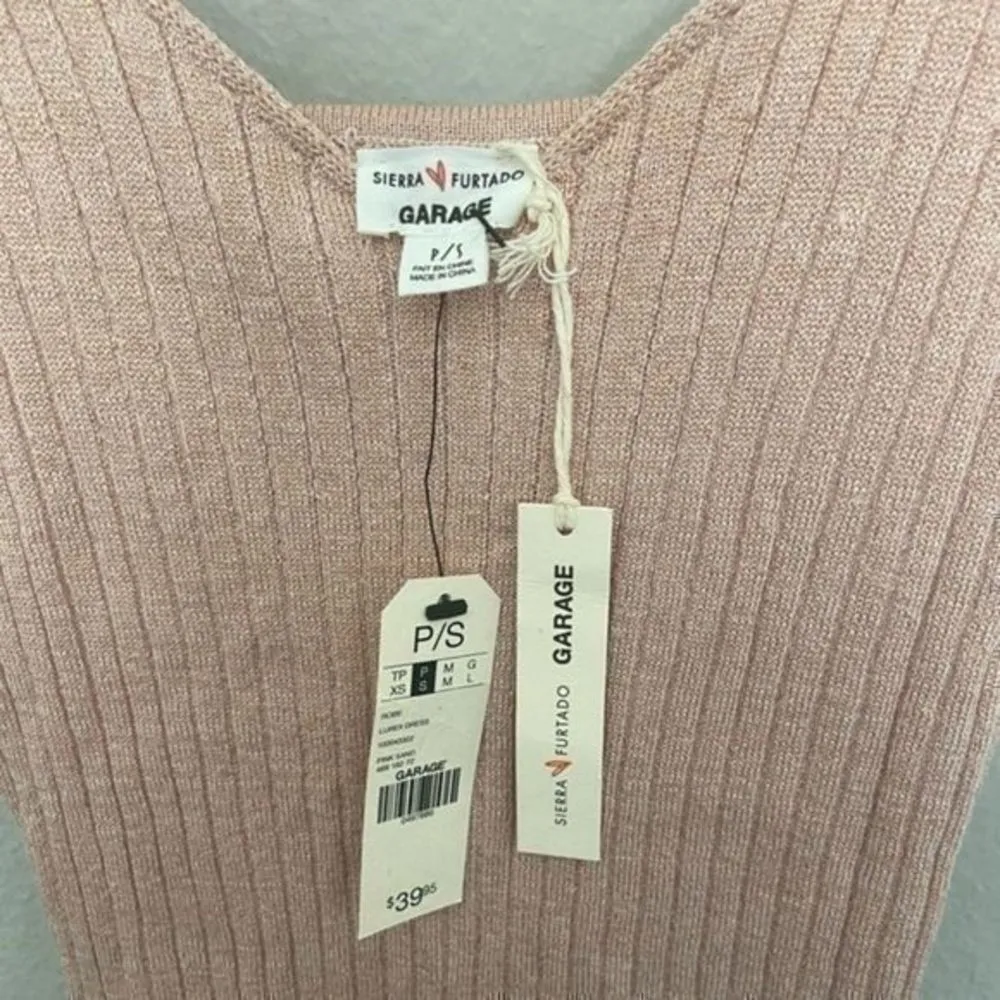 SIERRA FURTADO
GARAGE
P/S
FAIT EN CHINE
MADE IN CHINA
P/S
TP P M G
XS S M L
ROBE
LUREX DRESS
PINK SAND
GARAGE
$39.95
SIERRA FURTADO GARAGE